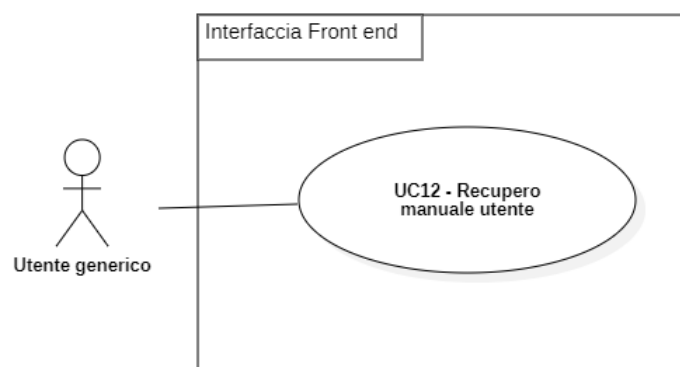 Interfaccia Front end
UC12 - Recupero
manuale utente
Utente generico